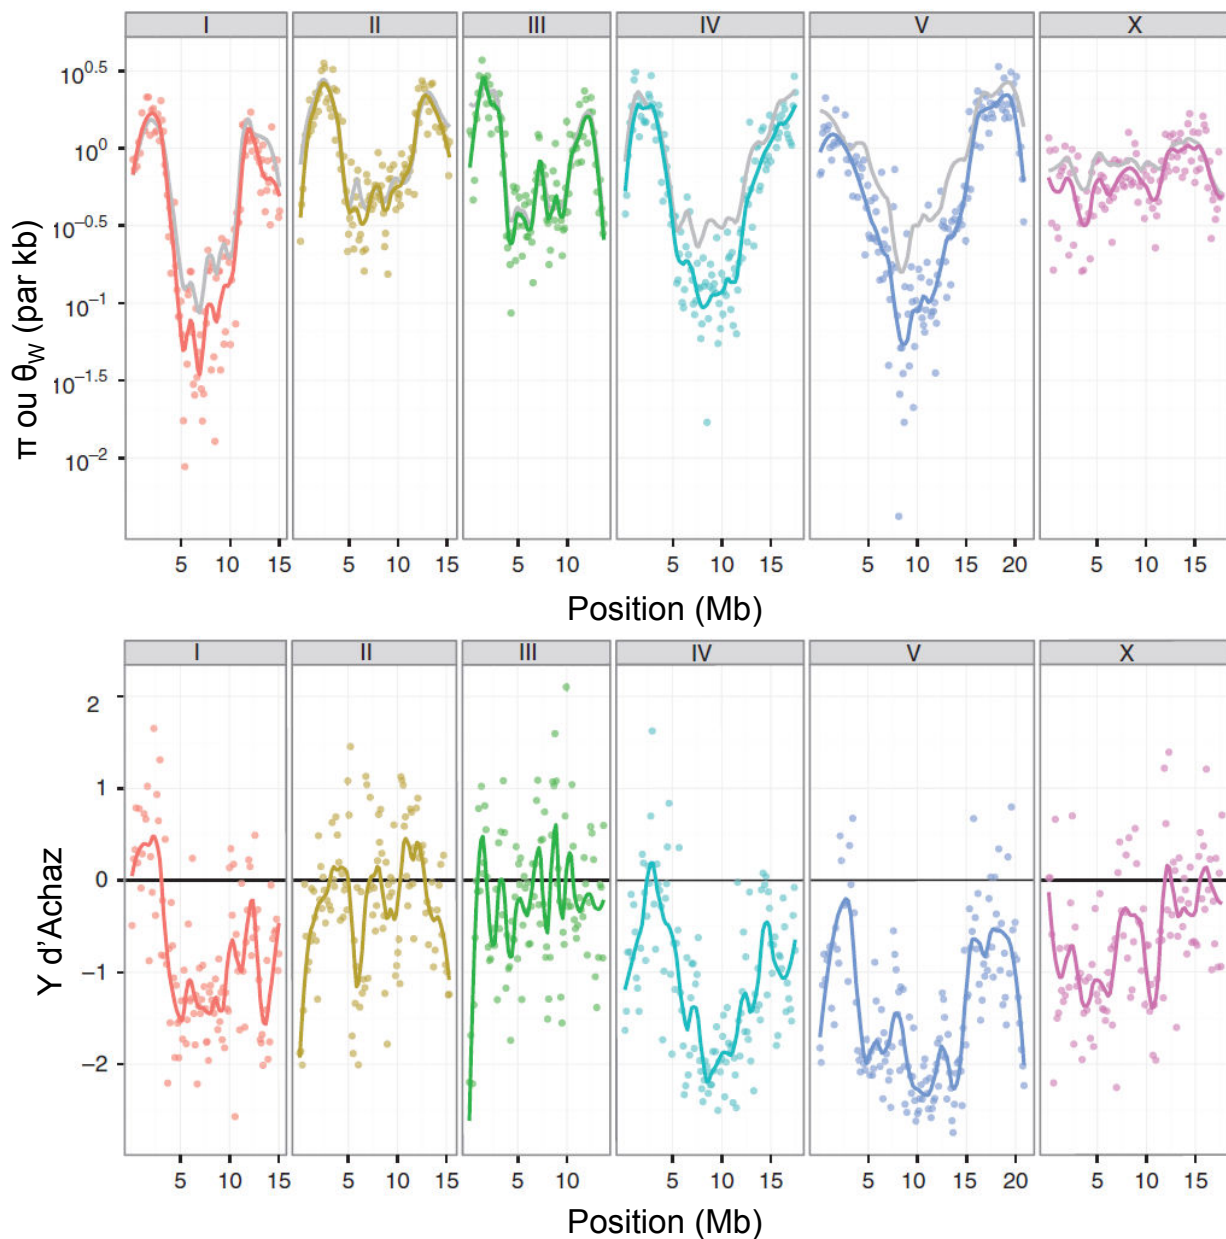 I II III IV V X
10^0.5
10^0
10^−0.5
10^−1
10^−1.5
10^−2
π ou θ_W (par kb)
5 10 15 5 10 15 5 10 5 10 15 5 10 15 20 5 10 15
Position (Mb)
I II III IV V X
2
1
0
−1
−2
Y d'Achaz
5 10 15 5 10 15 5 10 5 10 15 5 10 15 20 5 10 15
Position (Mb)